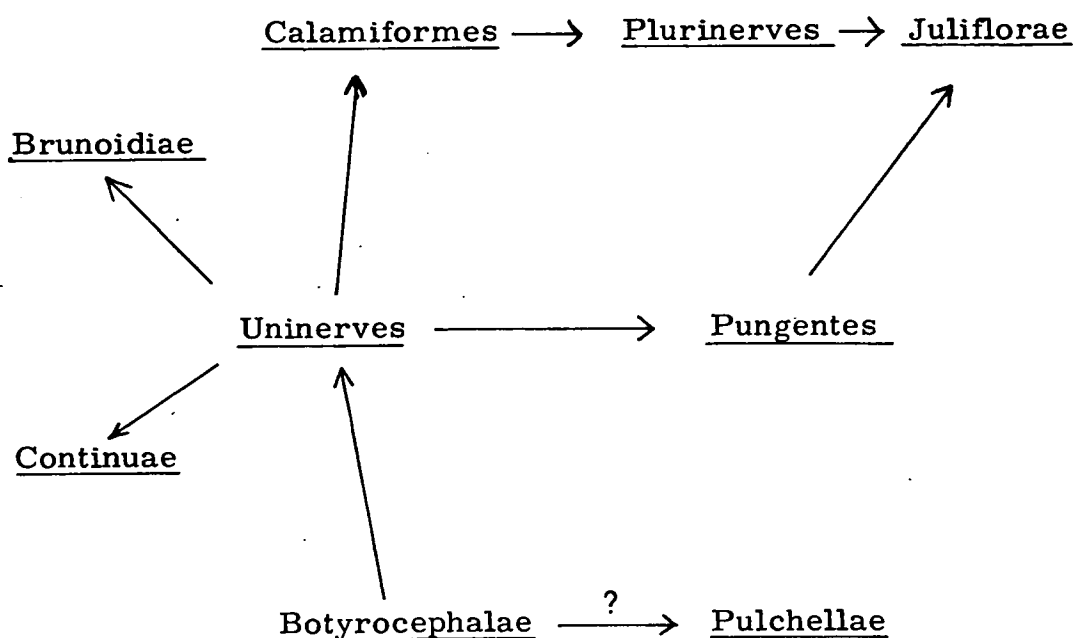 Calamiformes Plurinerves Juliflorae
Brunoidiae
Uninerves Pungentes
Continuae
?
Botyrocephalae Pulchellae